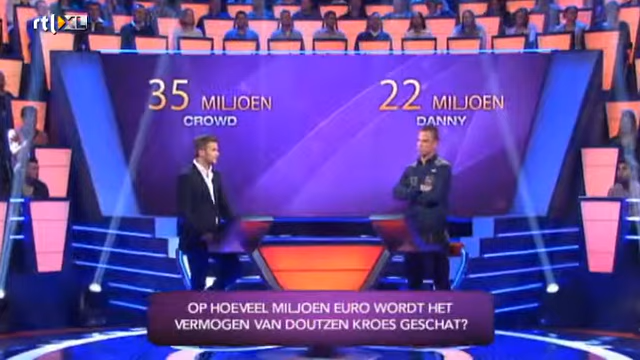 rtl XL
35 MILJOEN
CROWD
22 MILJOEN
DANNY
OP HOEVEEL MILJOEN EURO WORDT HET
VERMOGEN VAN DOUTZEN KROES GESCHAT?
xl